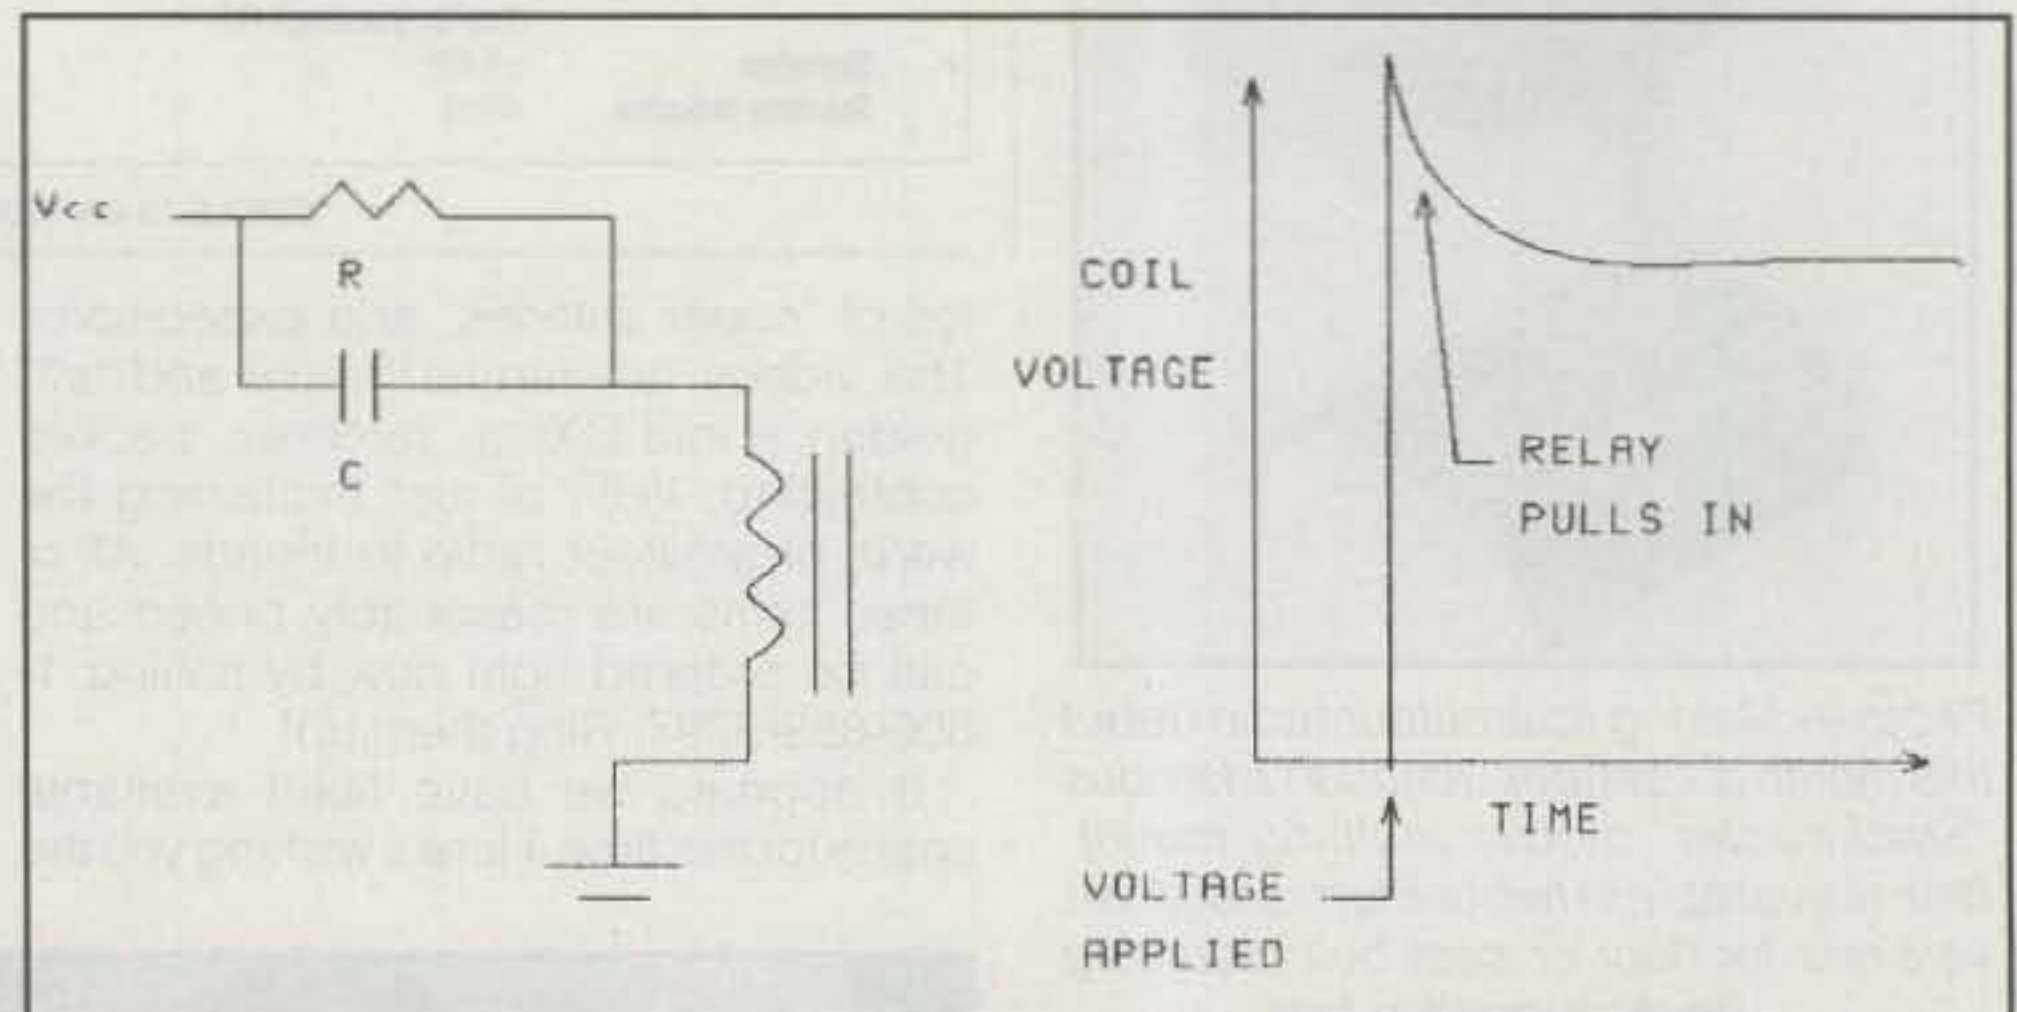 Vcc
R
C
COIL
VOLTAGE
RELAY
PULLS IN
TIME
VOLTAGE
APPLIED